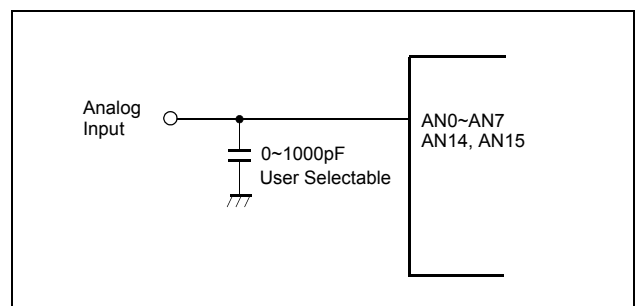 Analog
Input
AN0~AN7
AN14, AN15
0~1000pF
User Selectable